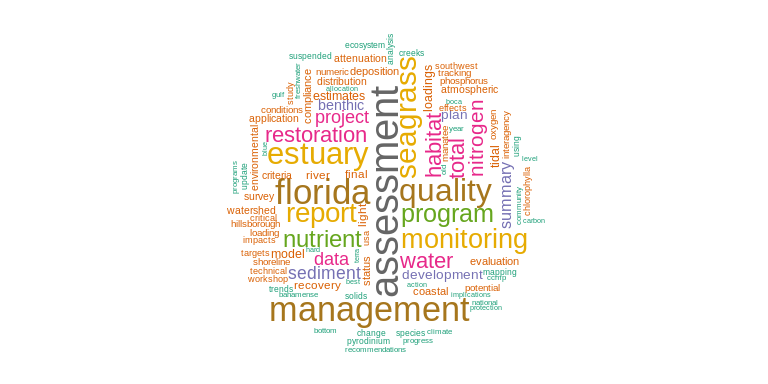 ecosystem
analysis
creeks
suspended
attenuation
seagrass
southwest
numeric
deposition
tracking
freshwater
compliance
distribution
loadings
phosphorus
allocation
atmospheric
gulf
study
estimates
assessment
benthic
boca
effects
conditions
project
plan
application
habitat
total
nitrogen
oxygen
interagency
restoration
year
manatee
tidal
using
blue
estuary
level
environmental
old
programs
update
criteria
river
final
summary
chlorophylla
florida
quality
survey
community
carbon
watershed
report
light
program
critical
hillsborough
loading
nutrient
usa
monitoring
impacts
hard
targets
model
data
terra
status
water
evaluation
shoreline
technical
sediment
development
mapping
workshop
cchrp
recovery
best
action
trends
coastal
potential
bahamense
solids
implications
management
national
protection
bottom
change
species
climate
pyrodinium
progress
recommendations